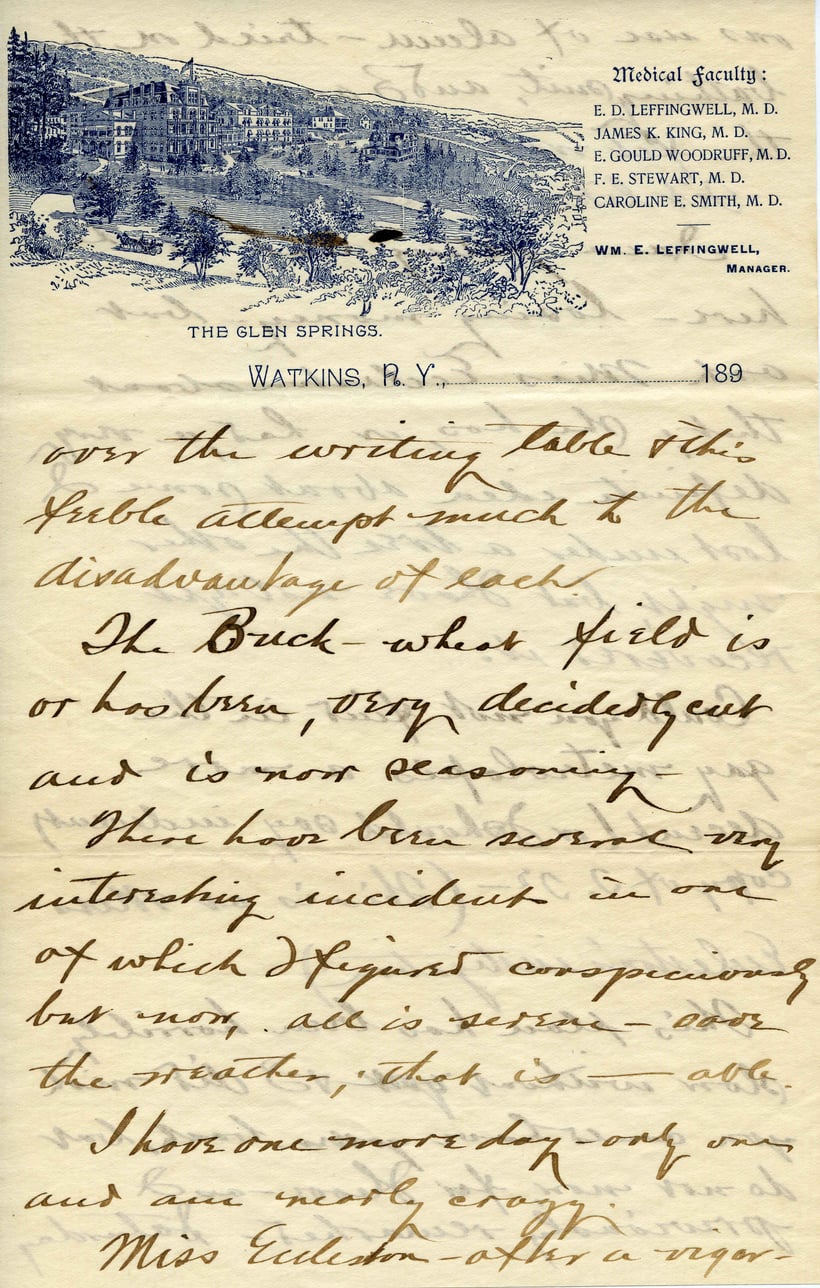 Medical Faculty:
E. D. LEFFINGWELL, M. D.
JAMES K. KING, M. D.
E. GOULD WOODRUFF, M. D.
F. E. STEWART, M. D.
CAROLINE E. SMITH, M. D.
WM. E. LEFFINGWELL,
MANAGER.
THE GLEN SPRINGS.
WATKINS, N. Y., 189
over the writing table & this
feeble attempt much to the
disadvantage of each
The Buck-wheat field is
or has been, very decidedly cut
and is now seasoning-
There have been several very
interesting incidents in one
of which I figured conspiciously
but now, all is serene - save
the weather, that is — able.
I have one more day - only one
and am nearly crazy.
Miss - after a vigor-